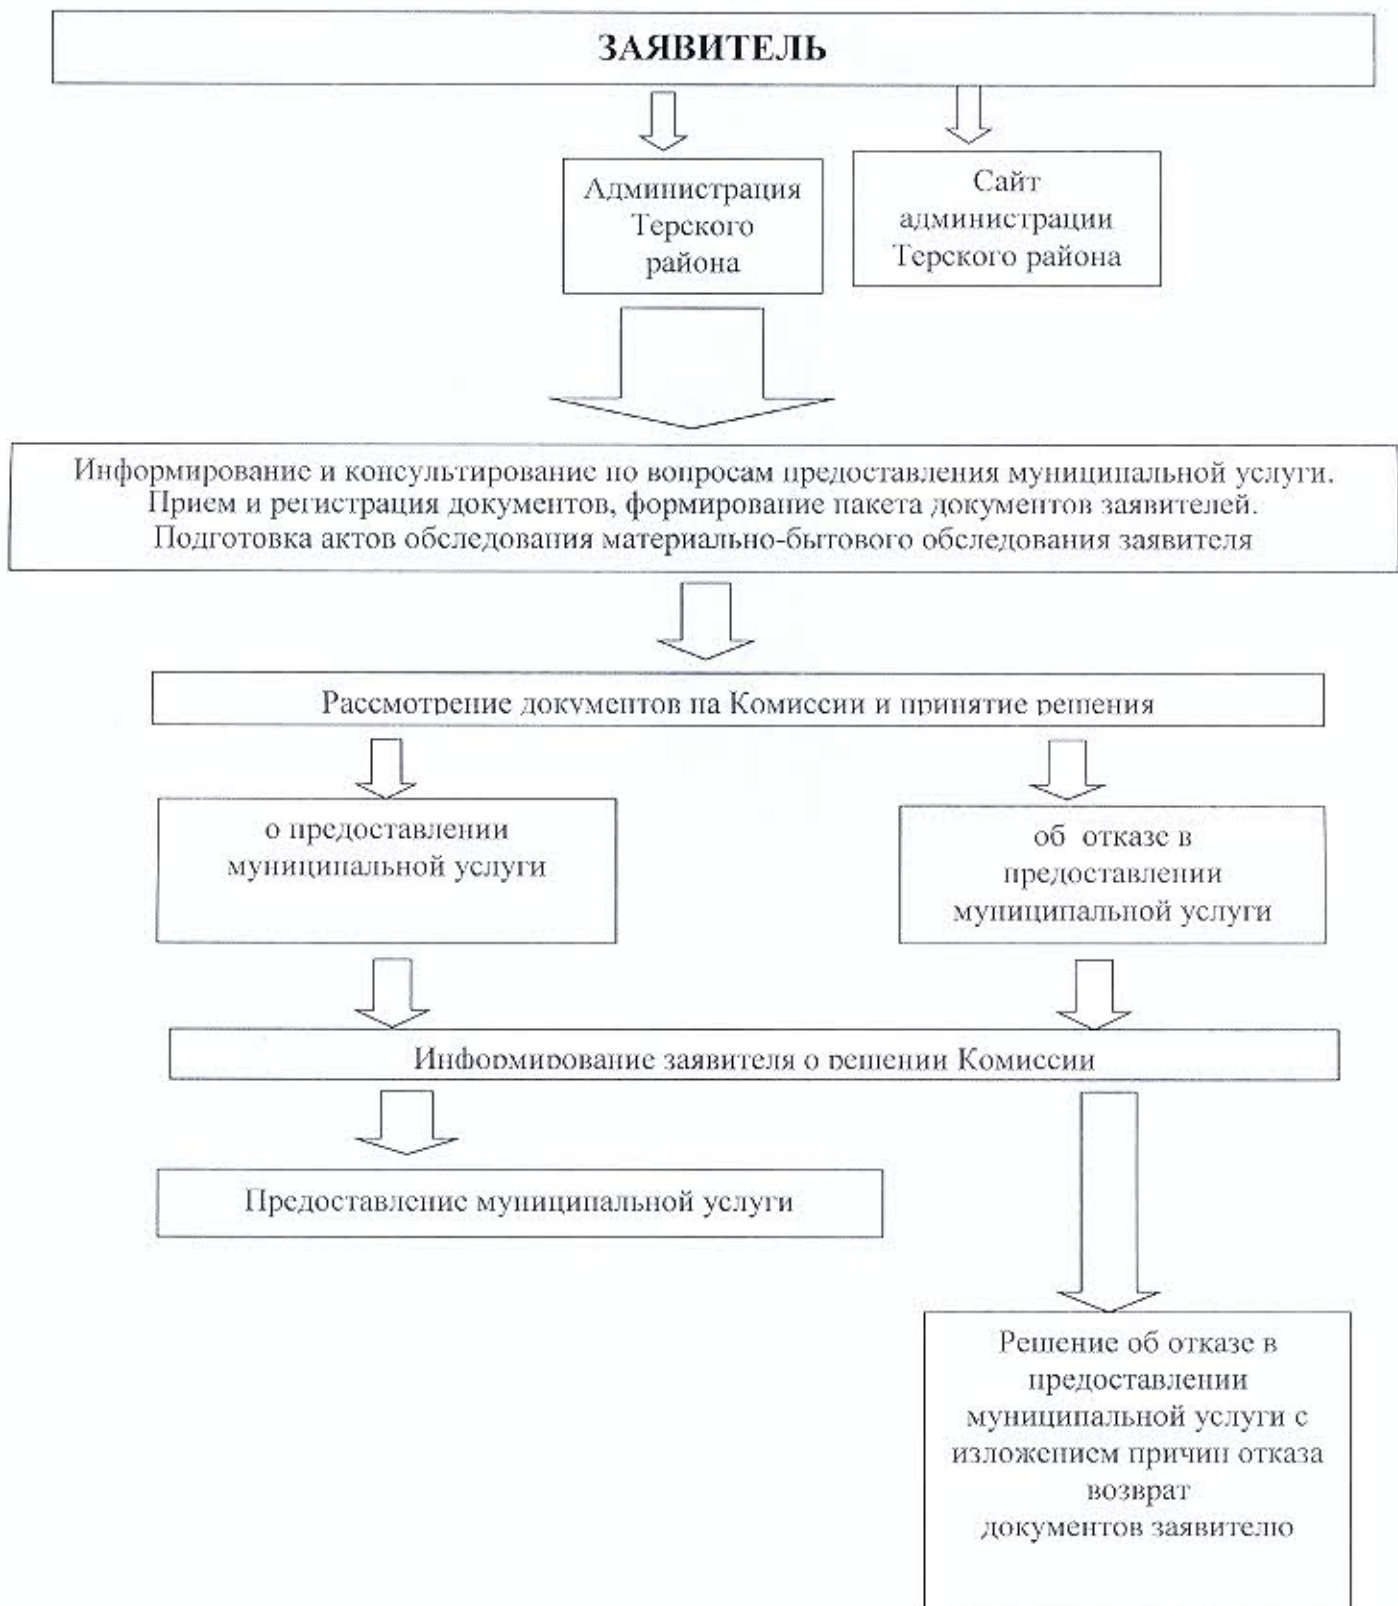 ЗАЯВИТЕЛЬ
Администрация
Терского
района
Сайт
администрации
Терского района
Информирование и консультирование по вопросам предоставления муниципальной услуги.
Прием и регистрация документов, формирование пакета документов заявителей.
Подготовка актов обследования материально-бытового обследования заявителя
Рассмотрение документов на Комиссии и принятие решения
о предоставлении
муниципальной услуги
об отказе в
предоставлении
муниципальной услуги
Информирование заявителя о решении Комиссии
Предоставление муниципальной услуги
Решение об отказе в
предоставлении
муниципальной услуги с
изложением причин отказа
возврат
документов заявителю